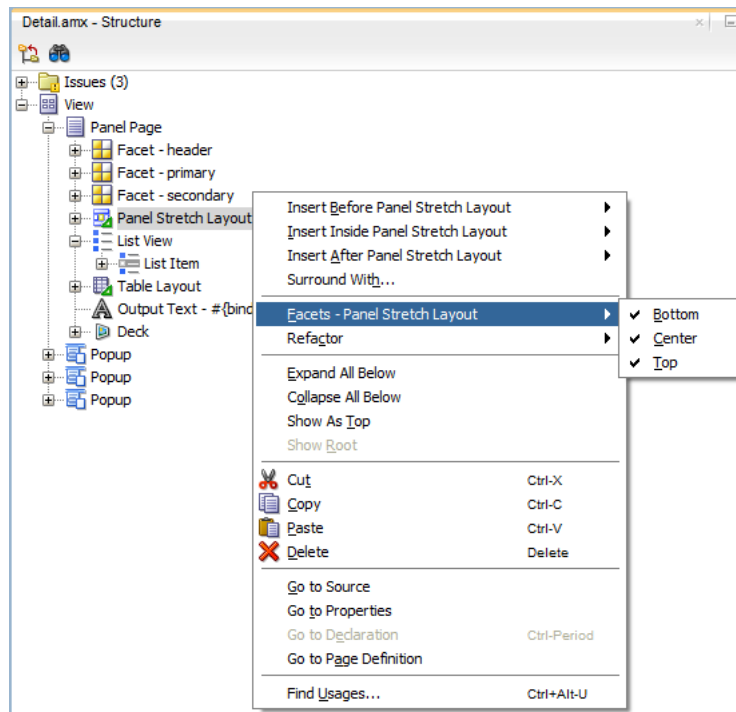 Detail.amx - Structure
Issues (3)
View
Panel Page
Facet - header
Facet - primary
Facet - secondary
Panel Stretch Layout
List View
List Item
Table Layout
Output Text - #{bind
Deck
Popup
Popup
Popup
Insert Before Panel Stretch Layout
Insert Inside Panel Stretch Layout
Insert After Panel Stretch Layout
Surround With...
Facets - Panel Stretch Layout
Refactor
Expand All Below
Collapse All Below
Show As Top
Show Root
Cut Ctrl-X
Copy Ctrl-C
Paste Ctrl-V
Delete Delete
Go to Source
Go to Properties
Go to Declaration Ctrl-Period
Go to Page Definition
Find Usages... Ctrl+Alt-U
Bottom
Center
Top